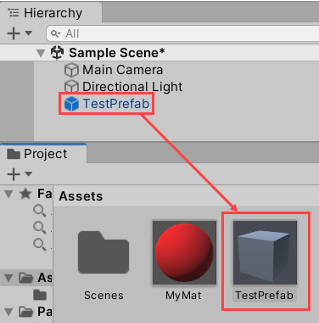 Hierarchy
All
Sample Scene*
Main Camera
Directional Light
TestPrefab
Project
Fa
Assets
As
Pa
Scenes
MyMat
TestPrefab